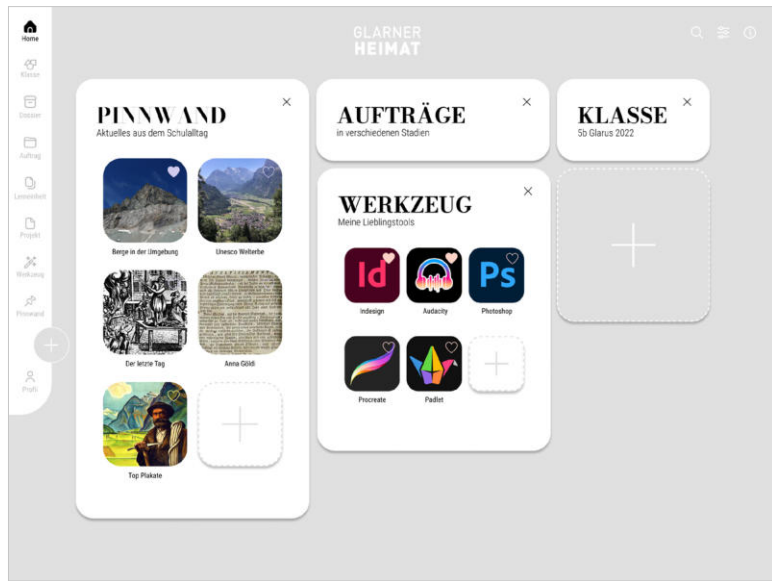 Home
Klasse
Dossier
Auftrag
Lerneinheit
Projekt
Werkzeug
Pinnwand
Profil
GLARNER
HEIMAT
PINNWAND
Aktuelles aus dem Schulalltag
Berge in der Umgebung
Unesco Welterbe
Der letzte Tag
Anna Göldi
Top Plakate
AUFTRÄGE
in verschiedenen Stadien
WERKZEUG
Meine Lieblingstools
Id
Ps
Indesign
Audacity
Photoshop
Procreate
Padlet
KLASSE
5b Glarus 2022